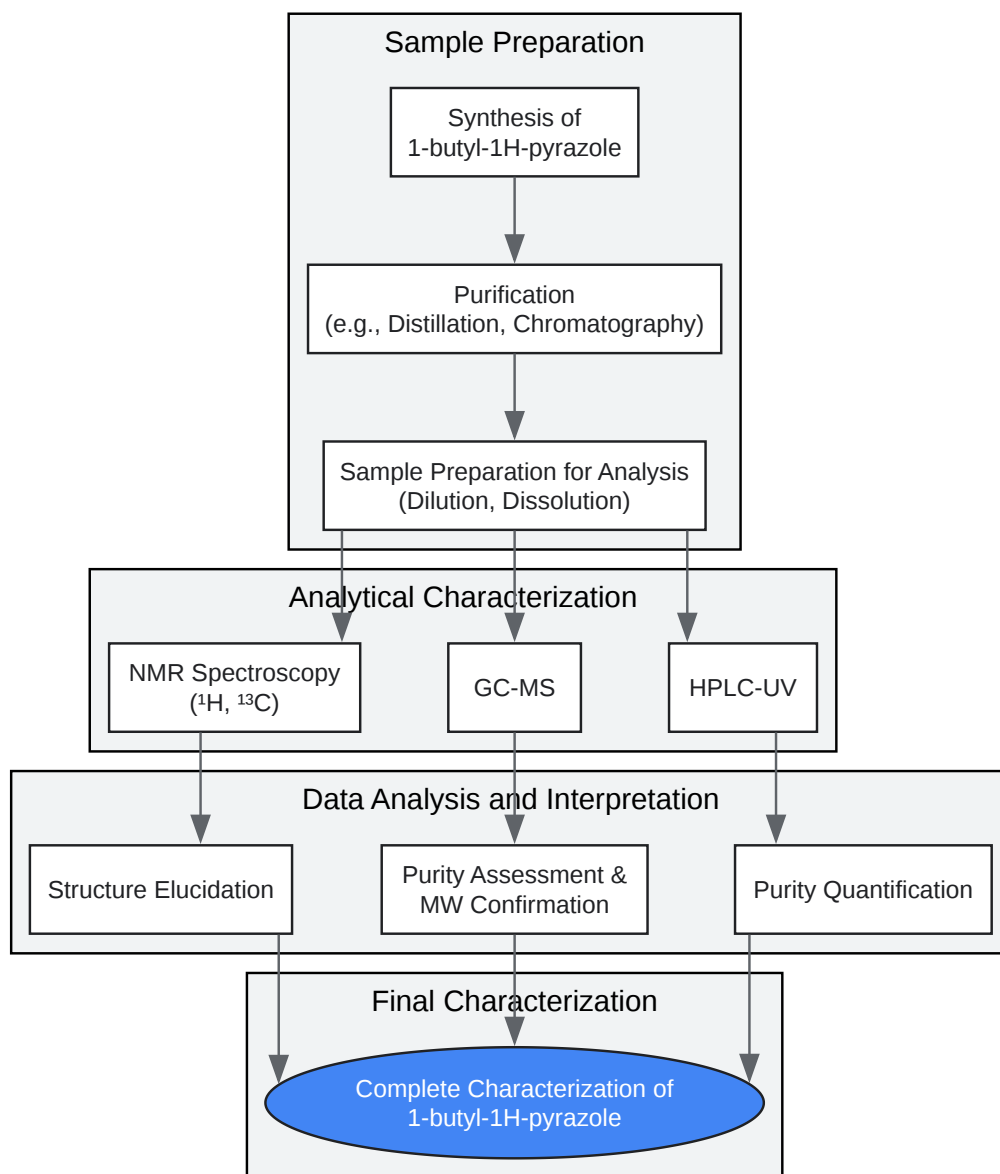 Sample Preparation
Synthesis of
1-butyl-1H-pyrazole
Purification
(e.g., Distillation, Chromatography)
Sample Preparation for Analysis
(Dilution, Dissolution)
Analytical Characterization
NMR Spectroscopy
(¹H, ¹³C)
GC-MS
HPLC-UV
Data Analysis and Interpretation
Structure Elucidation
Purity Assessment &
MW Confirmation
Purity Quantification
Final Characterization
Complete Characterization of
1-butyl-1H-pyrazole